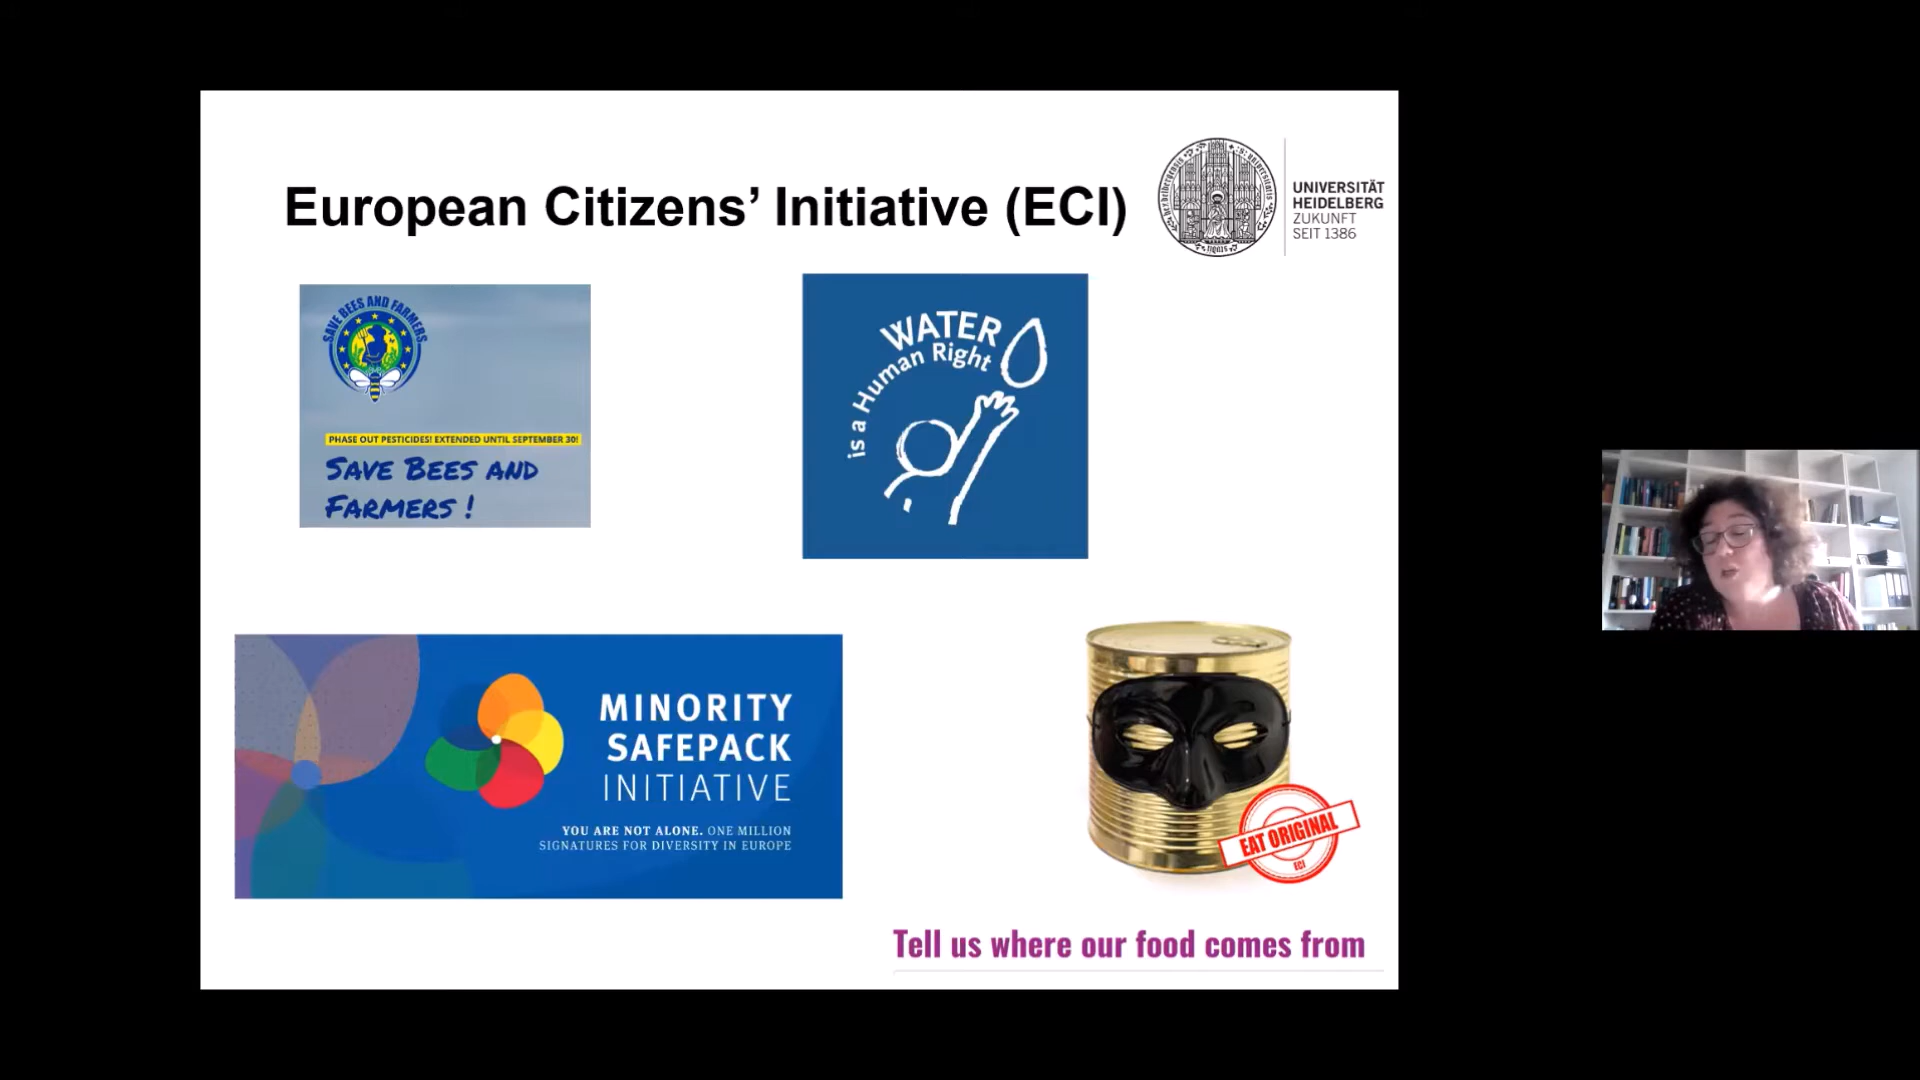 European Citizens’ Initiative (ECI)
UNIVERSITÄT
HEIDELBERG
ZUKUNFT
SEIT 1386
SAVE BEES AND FARMERS
PHASE OUT PESTICIDES! EXTENDED UNTIL SEPTEMBER 30!
SAVE BEES AND
FARMERS !
WATER
is a Human Right
MINORITY
SAFEPACK
INITIATIVE
YOU ARE NOT ALONE. ONE MILLION
SIGNATURES FOR DIVERSITY IN EUROPE
EAT ORIGINAL
ECI
Tell us where our food comes from